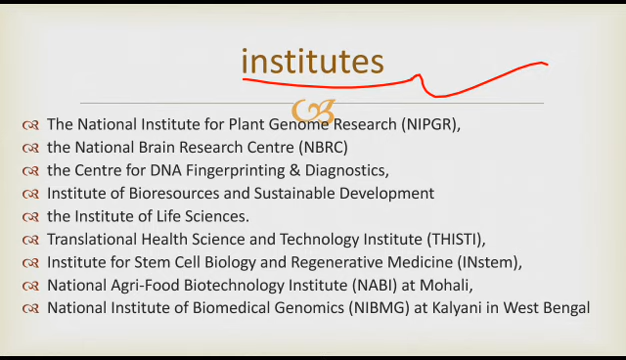 institutes
The National Institute for Plant Genome Research (NIPGR),
the National Brain Research Centre (NBRC)
the Centre for DNA Fingerprinting & Diagnostics,
Institute of Bioresources and Sustainable Development
the Institute of Life Sciences.
Translational Health Science and Technology Institute (THISTI),
Institute for Stem Cell Biology and Regenerative Medicine (INstem),
National Agri-Food Biotechnology Institute (NABI) at Mohali,
National Institute of Biomedical Genomics (NIBMG) at Kalyani in West Bengal